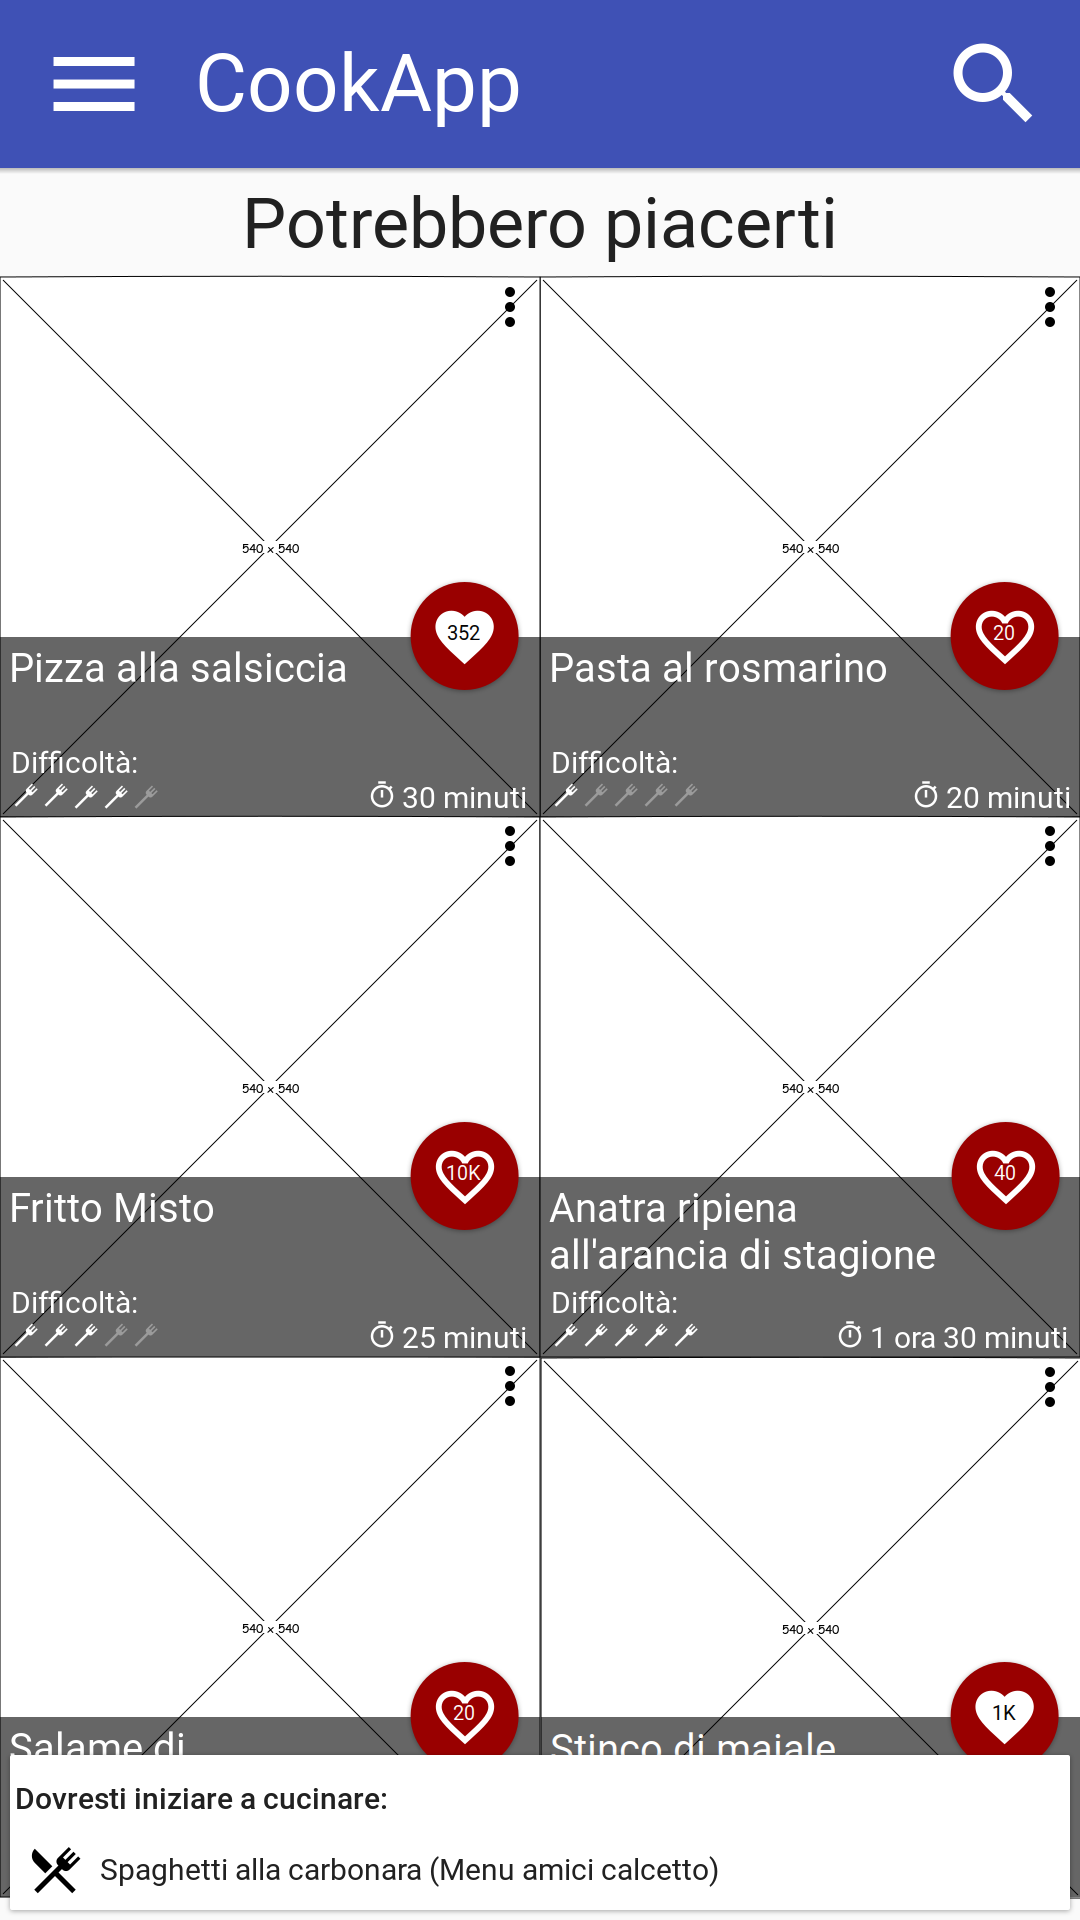 CookApp
Potrebbero piacerti
540 × 540
352
Pizza alla salsiccia
Difficoltà:
30 minuti
540 × 540
20
Pasta al rosmarino
Difficoltà:
20 minuti
540 × 540
10K
Fritto Misto
Difficoltà:
25 minuti
540 × 540
40
Anatra ripiena
all'arancia di stagione
Difficoltà:
1 ora 30 minuti
540 × 540
20
Salame di
540 × 540
1K
Stinco di maiale
Dovresti iniziare a cucinare:
Spaghetti alla carbonara (Menu amici calcetto)